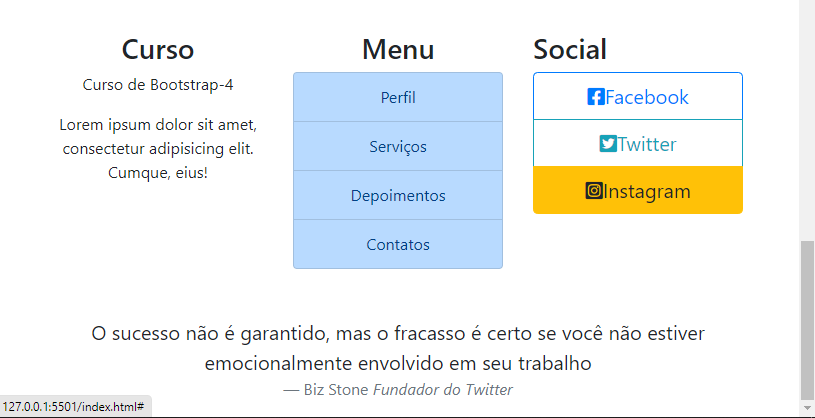 Curso
Curso de Bootstrap-4
Lorem ipsum dolor sit amet,
consectetur adipisicing elit.
Cumque, eius!
Menu
Perfil
Serviços
Depoimentos
Contatos
Social
Facebook
Twitter
Instagram
O sucesso não é garantido, mas o fracasso é certo se você não estiver
emocionalmente envolvido em seu trabalho
— Biz Stone Fundador do Twitter
127.0.0.1:5501/index.html#